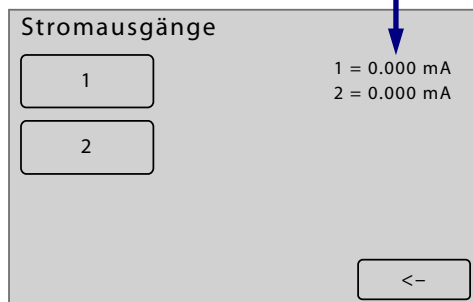 Stromausgänge
1
1 = 0.000 mA
2 = 0.000 mA
2
<–